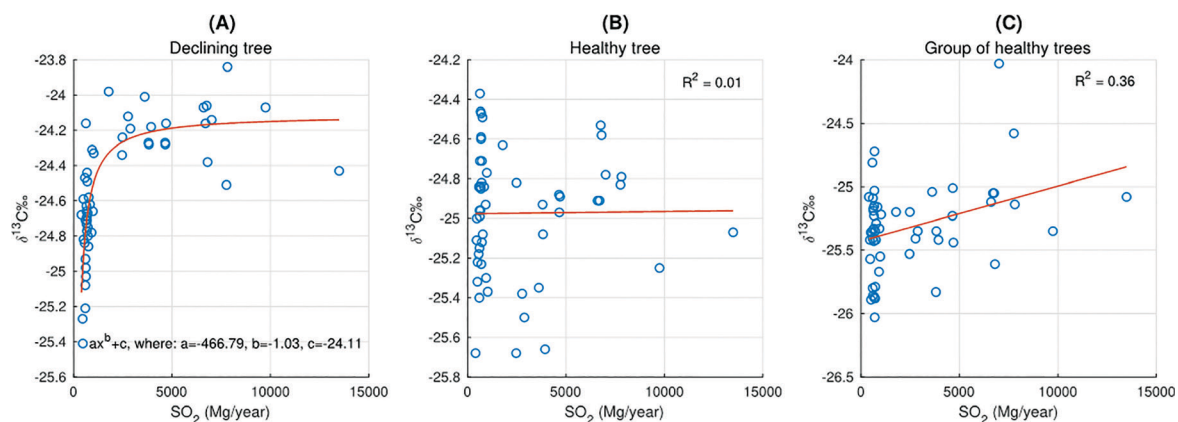 (A)
Declining tree
-23.8
-24
-24.2
-24.4
-24.6
-24.8
-25
-25.2
-25.4
-25.6
δ¹³C‰
ax^b+c, where: a=-466.79, b=-1.03, c=-24.11
0 5000 10000 15000
SO₂ (Mg/year)
(B)
Healthy tree
-24.2
-24.4
-24.6
-24.8
-25
-25.2
-25.4
-25.6
-25.8
δ¹³C‰
R² = 0.01
0 5000 10000 15000
SO₂ (Mg/year)
(C)
Group of healthy trees
-24
-24.5
-25
-25.5
-26
-26.5
δ¹³C‰
R² = 0.36
0 5000 10000 15000
SO₂ (Mg/year)